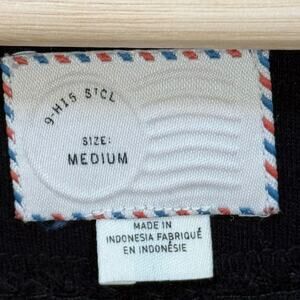 9-H15 STCL
SIZE:
MEDIUM
MADE IN
INDONESIA FABRIQUÉ
EN INDONÉSIE